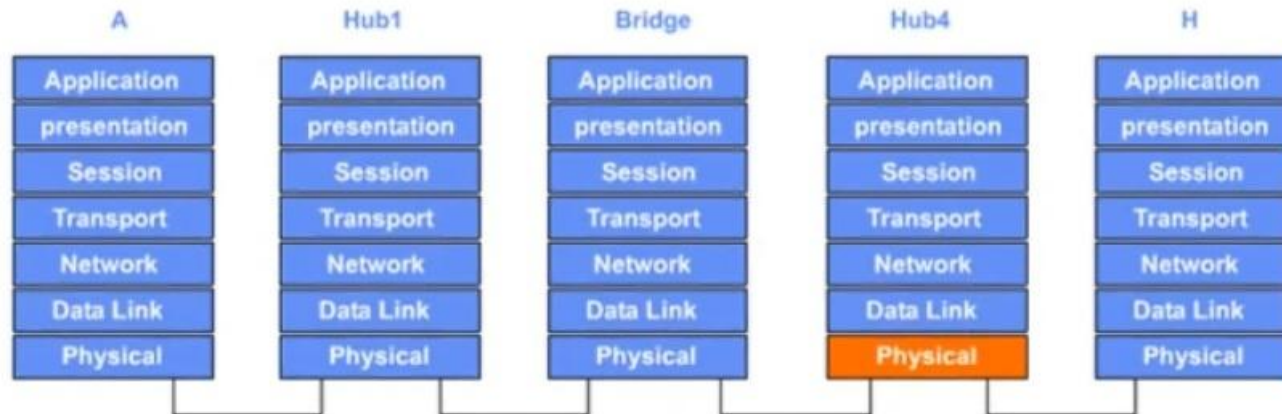 A Hub1 Bridge Hub4 H
Application Application Application Application Application
presentation presentation presentation presentation presentation
Session Session Session Session Session
Transport Transport Transport Transport Transport
Network Network Network Network Network
Data Link Data Link Data Link Data Link Data Link
Physical Physical Physical Physical Physical